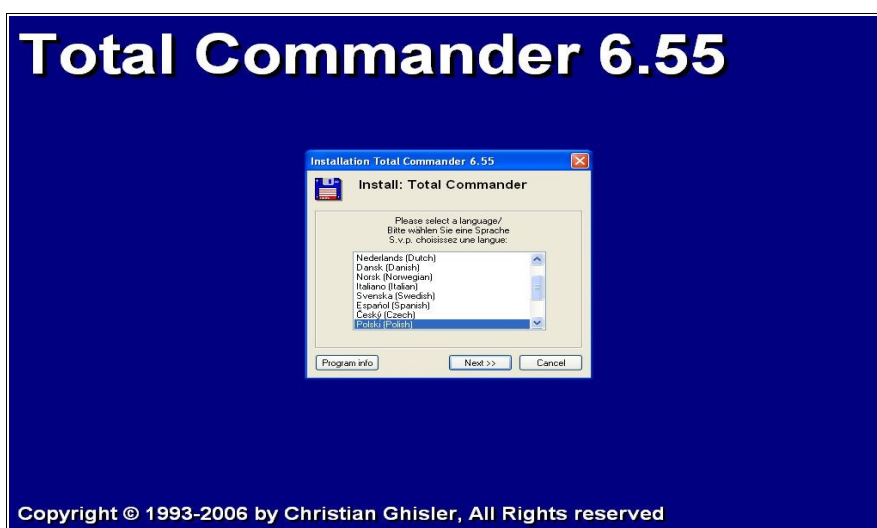 Total Commander 6.55
Installation Total Commander 6.55
Install: Total Commander
Please select a language/
Bitte wählen Sie eine Sprache
S.v.p. choisissez une langue:
Nederlands (Dutch)
Dansk (Danish)
Norsk (Norwegian)
Italiano (Italian)
Svenska (Swedish)
Español (Spanish)
Český (Czech)
Polski (Polish)
Program info
Next >>
Cancel
Copyright © 1993-2006 by Christian Ghisler, All Rights reserved